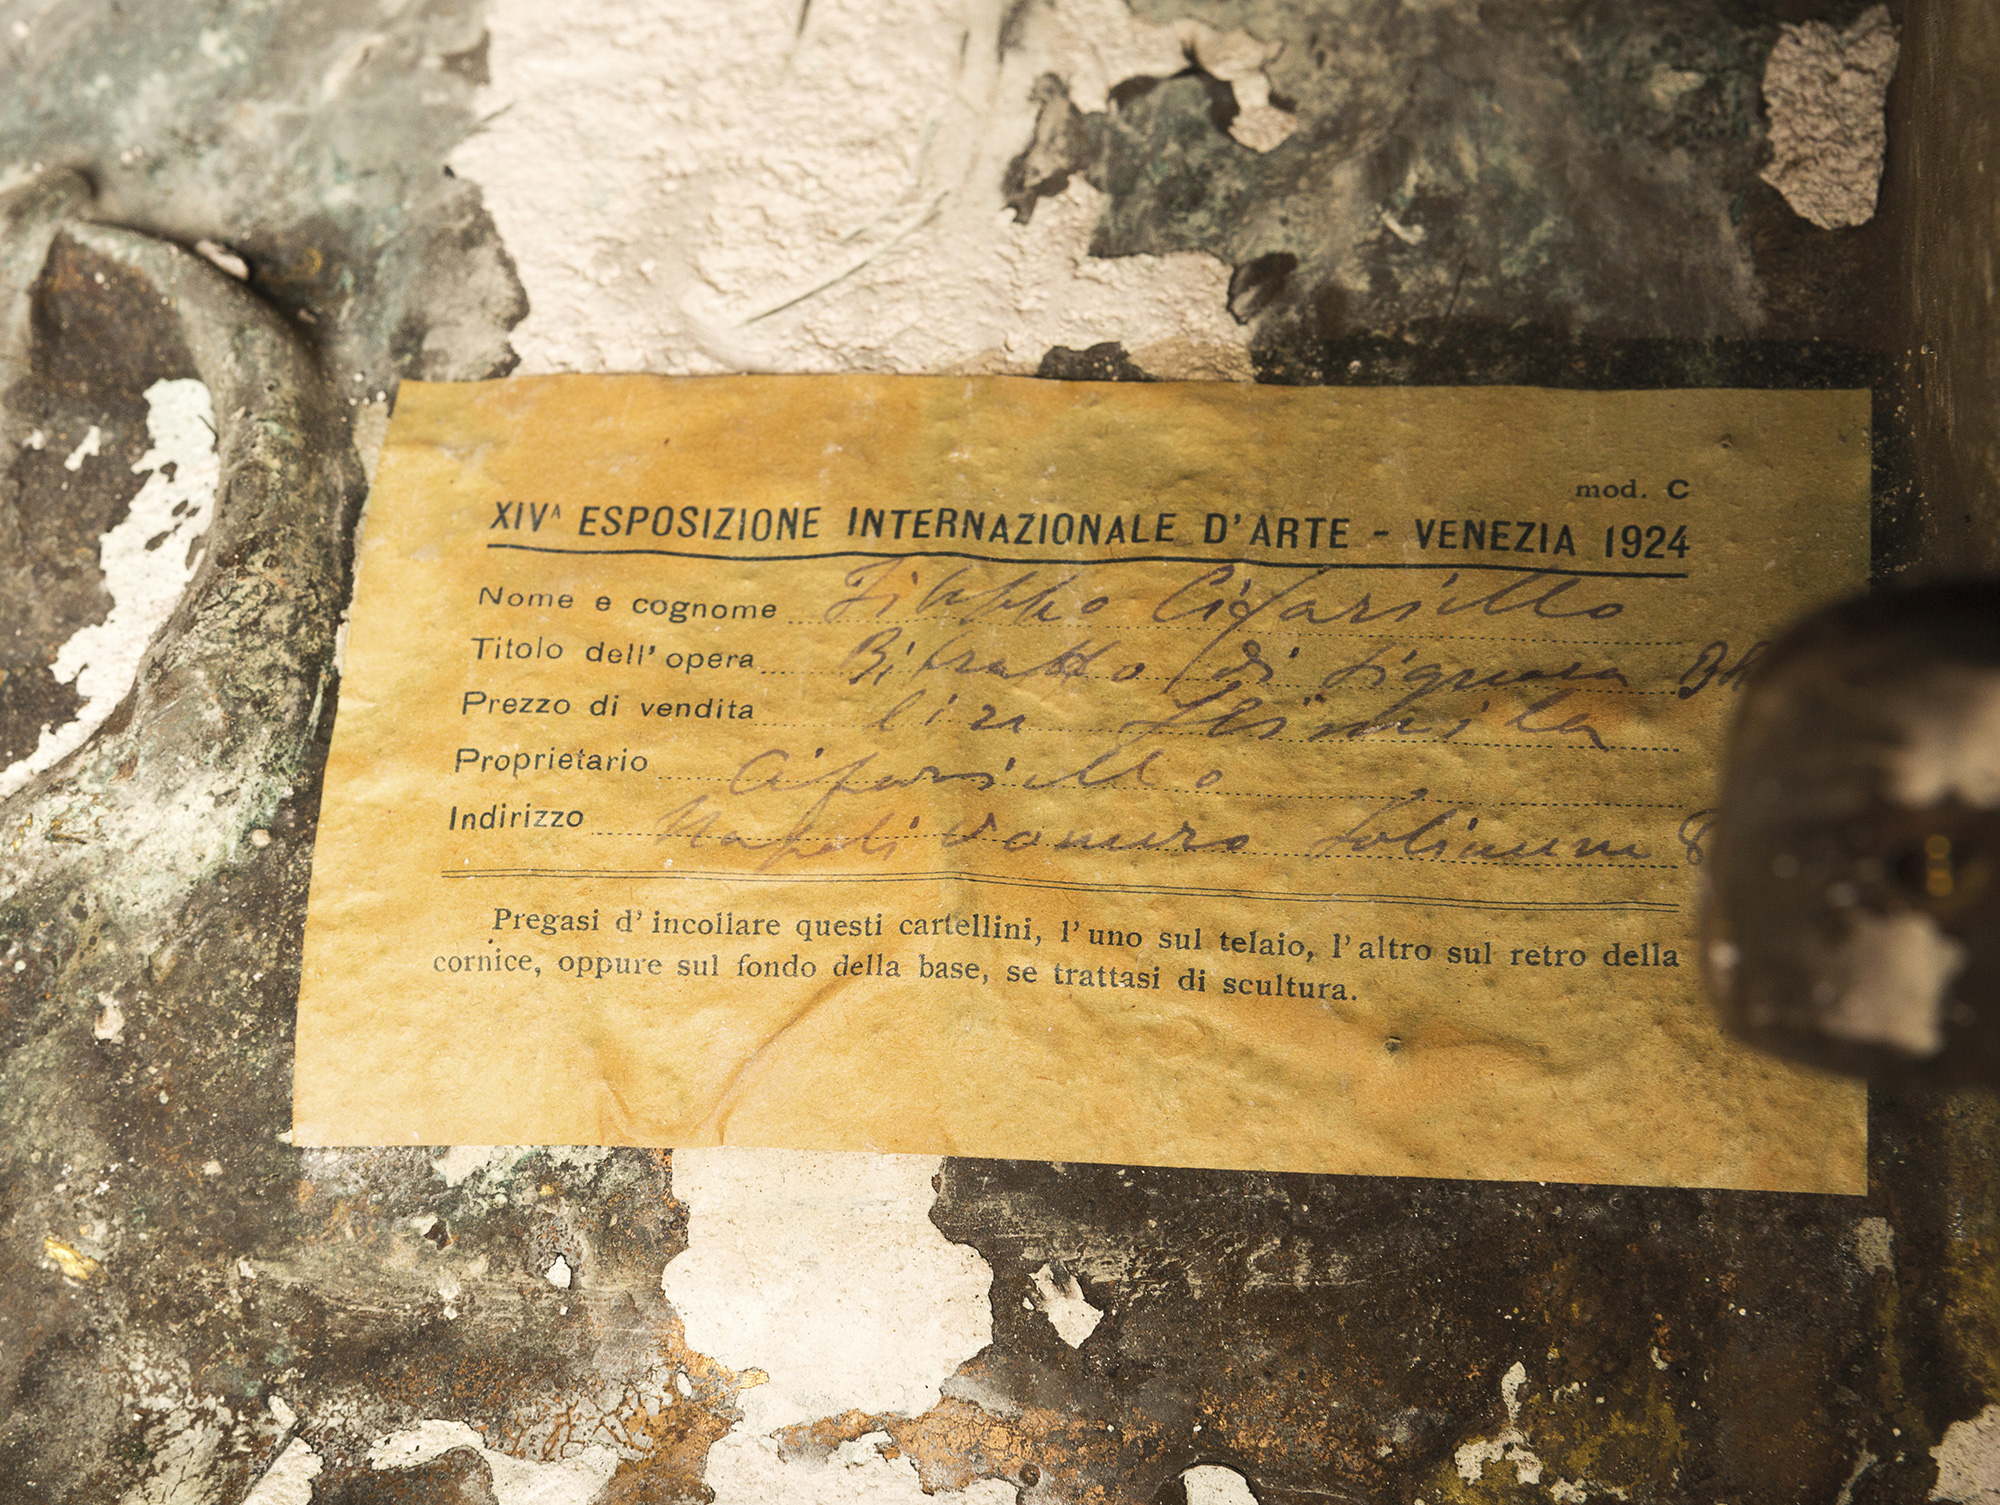 mod. C
XIVA ESPOSIZIONE INTERNAZIONALE D'ARTE - VENEZIA 1924
Nome e cognome Filippo Cifariello
Titolo dell'opera Ritratto di signora
Prezzo di vendita lire
Proprietario Cifariello
Indirizzo Napoli Vomero
Pregasi d'incollare questi cartellini, l'uno sul telaio, l'altro sul retro della
cornice, oppure sul fondo della base, se trattasi di scultura.